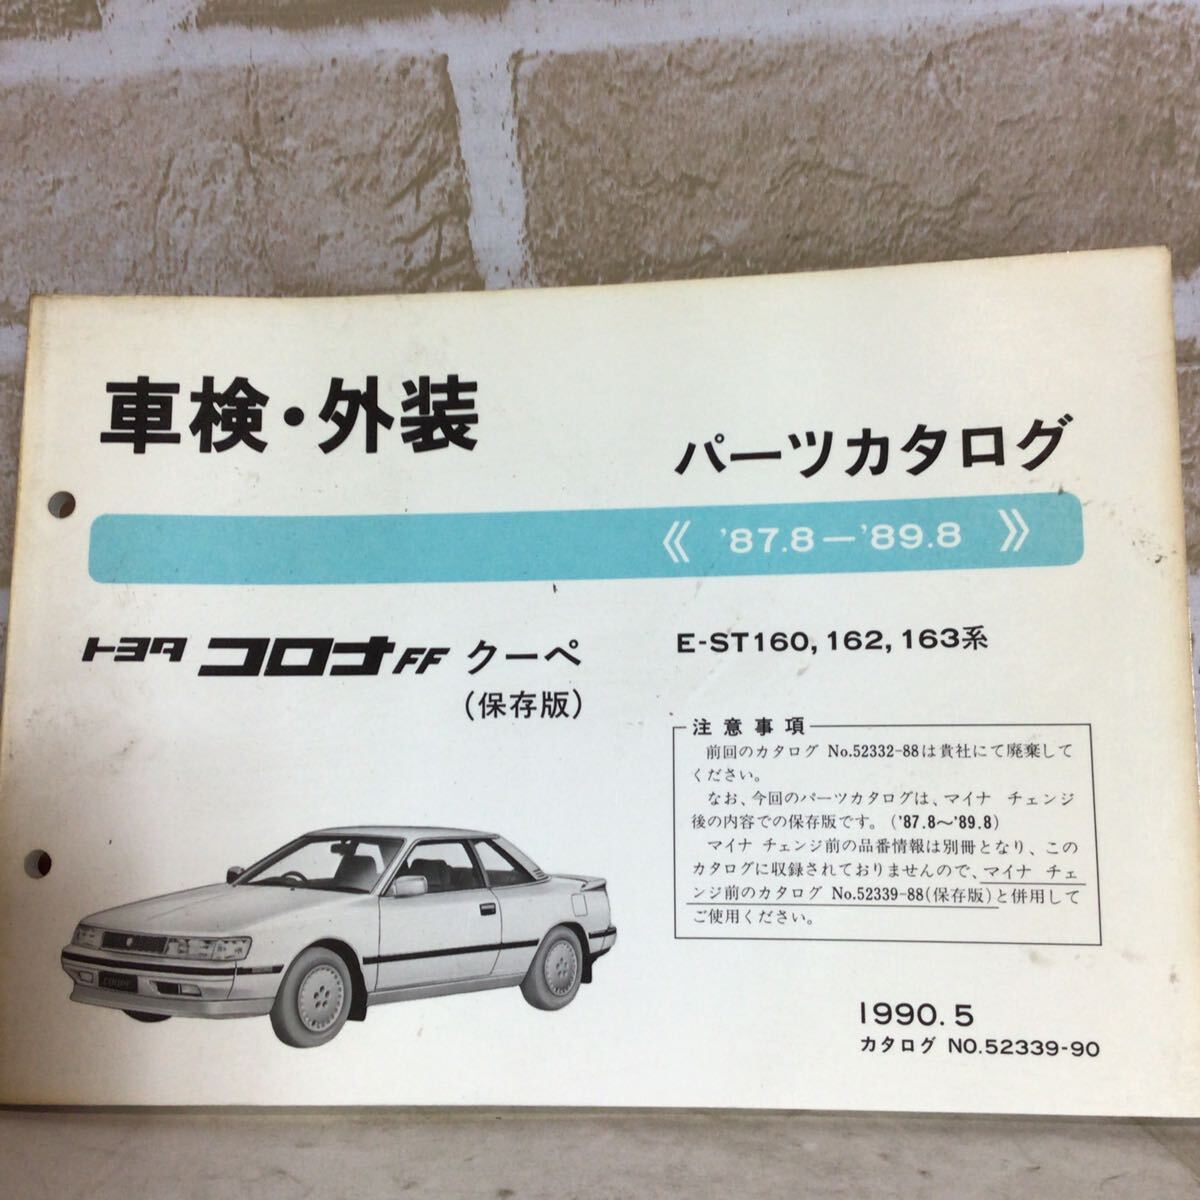 車検・外装
パーツカタログ
《 '87.8－'89.8 》
トヨタ コロナFF クーペ
(保存版)
E-ST160, 162, 163系
注意事項
前回のカタログ No.52332-88は貴社にて廃棄して
ください。
なお、今回のパーツカタログは、マイナ チェンジ
後の内容での保存版です。('87.8〜'89.8)
マイナ チェンジ前の品番情報は別冊となり、この
カタログに収録されておりませんので、マイナ チェ
ンジ前のカタログ No.52339-88(保存版)と併用して
ご使用ください。
COUPE
1990. 5
カタログ NO.52339-90